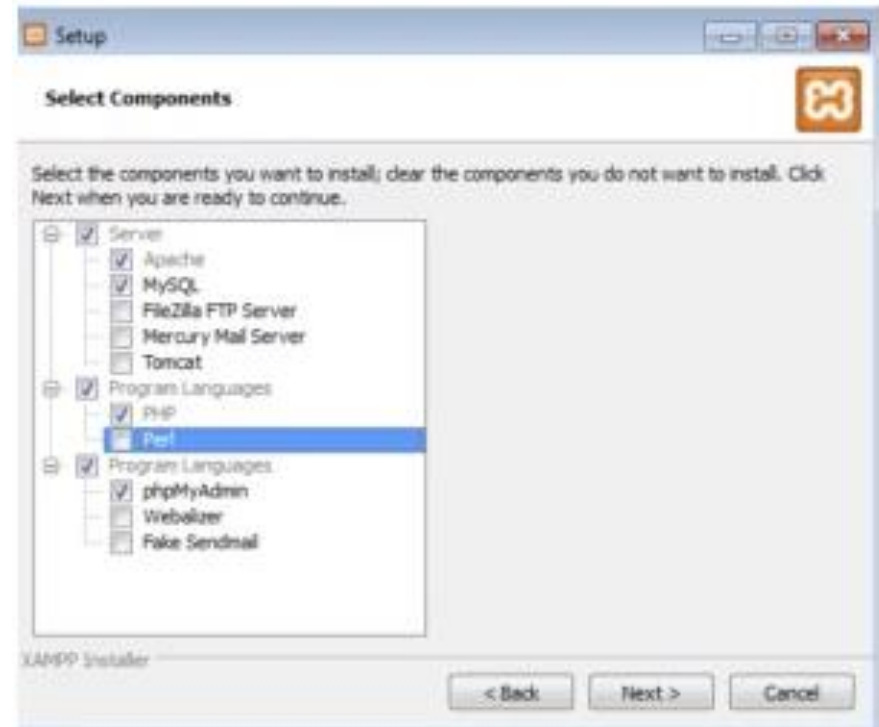 Setup
Select Components
Select the components you want to install; clear the components you do not want to install. Click
Next when you are ready to continue.
Server
Apache
MySQL
FileZilla FTP Server
Mercury Mail Server
Tomcat
Program Languages
PHP
Perl
Program Languages
phpMyAdmin
Webalizer
Fake Sendmail
XAMPP Installer
< Back
Next >
Cancel